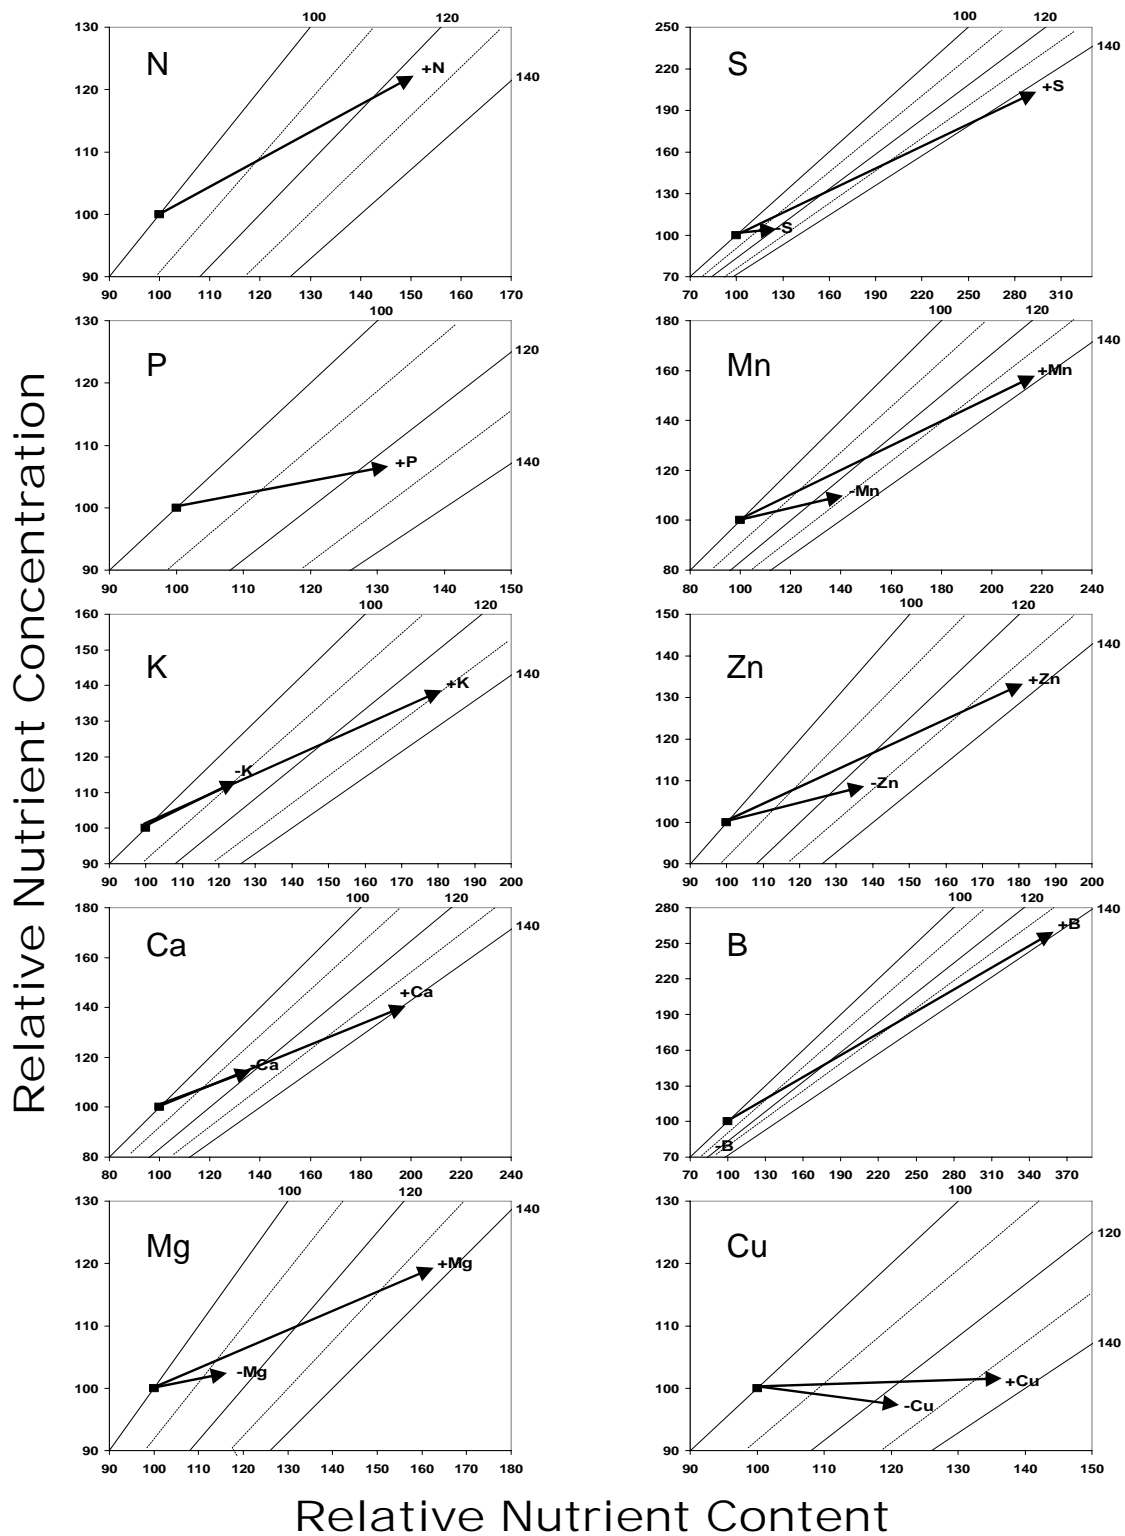 100 120
130
N
+N
140
120
110
100
90
90 100 110 120 130 140 150 160 170
100 120
250
S
140
220
+S
190
160
130
100
-S
70
70 100 130 160 190 220 250 280 310
100
130
P
120
120
110
+P
140
100
90
90 100 110 120 130 140 150
100 120
180
Mn
140
160
+Mn
140
120
-Mn
100
80
80 100 120 140 160 180 200 220 240
100 120
160
150
K
140
140
+K
130
120
-K
110
100
90
90 100 110 120 130 140 150 160 170 180 190 200
100 120
150
Zn
140
140
+Zn
130
120
110
-Zn
100
90
90 100 110 120 130 140 150 160 170 180 190 200
100 120
180
Ca
140
160
+Ca
140
120
-Ca
100
80
80 100 120 140 160 180 200 220 240
100 120
280
B
140
+B
250
220
190
160
130
100
-B
70
70 100 130 160 190 220 250 280 310 340 370
100 120
130
Mg
140
120
+Mg
110
100
-Mg
90
90 100 110 120 130 140 150 160 170 180
100
130
Cu
120
120
110
140
100
+Cu
-Cu
90
90 100 110 120 130 140 150
Relative Nutrient Concentration
Relative Nutrient Content